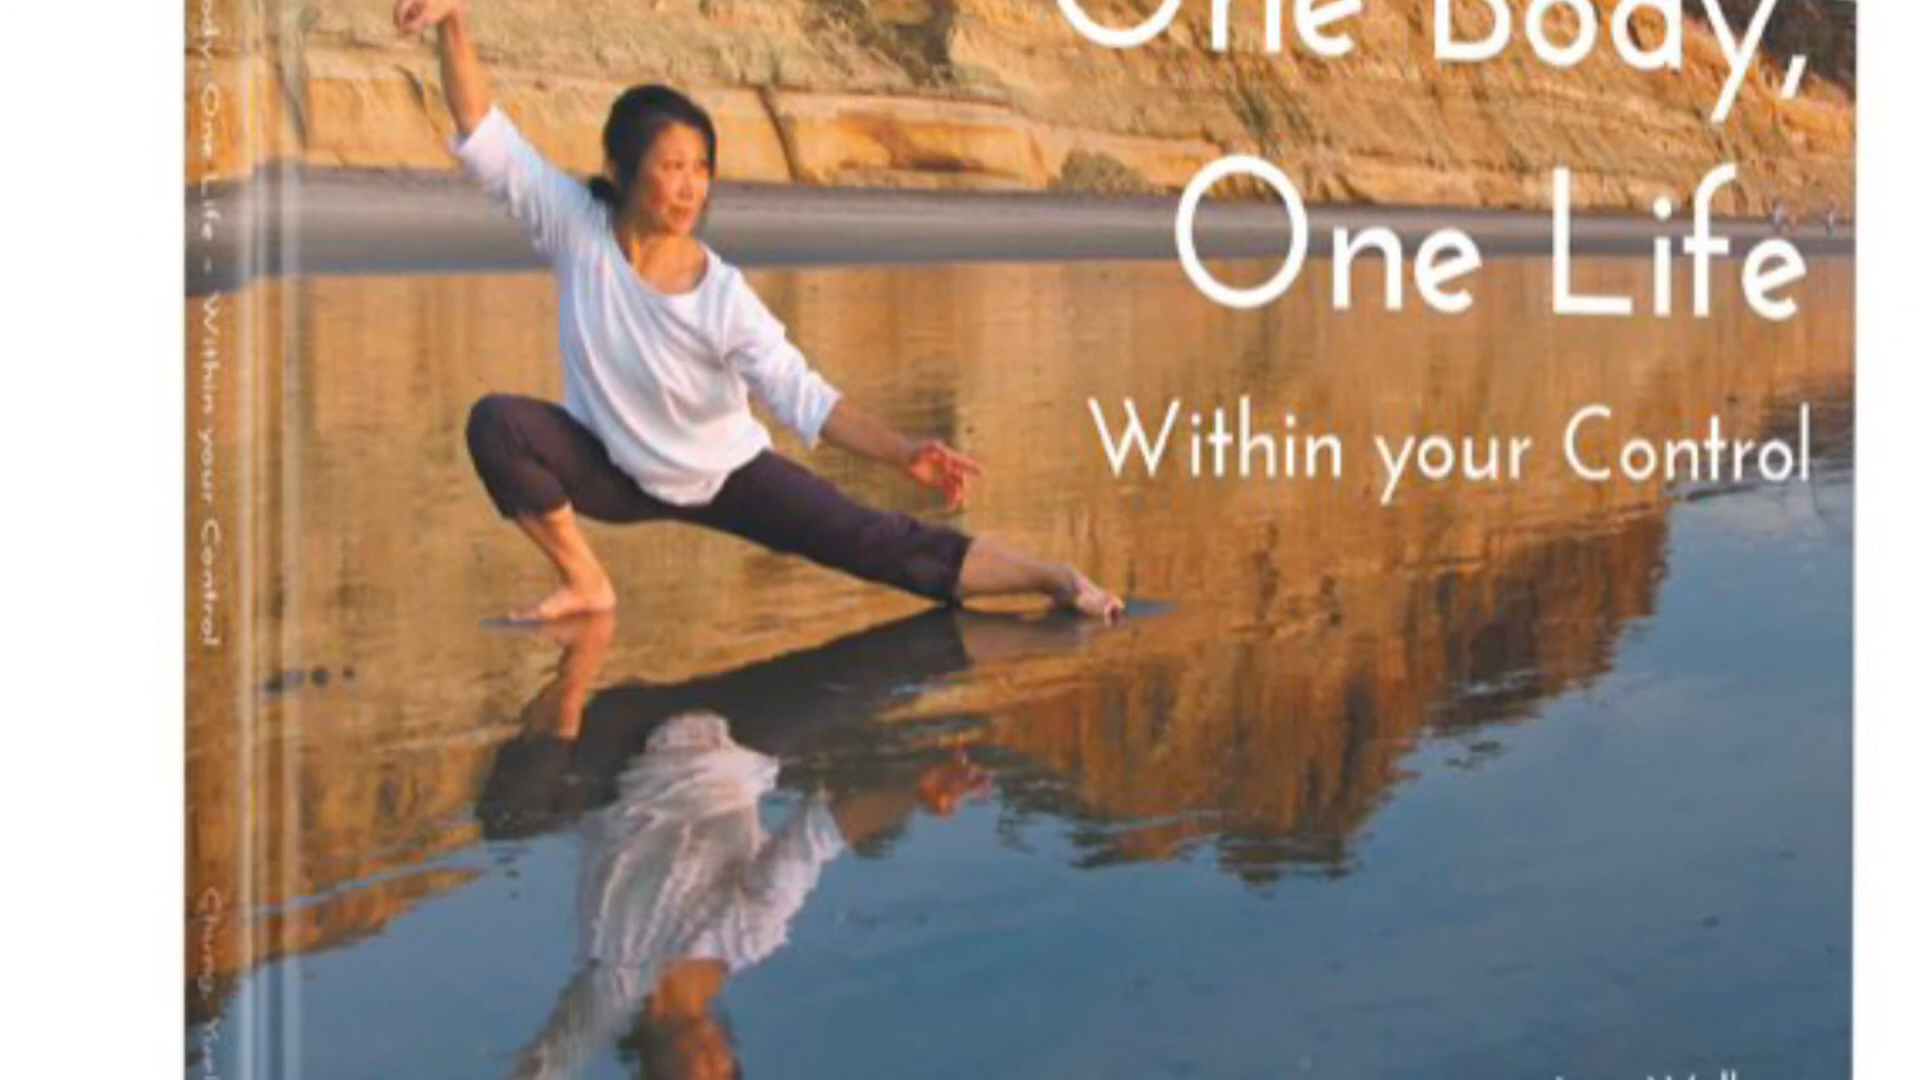 One Body,
One Life
Within your Control
One Life - Within your Control